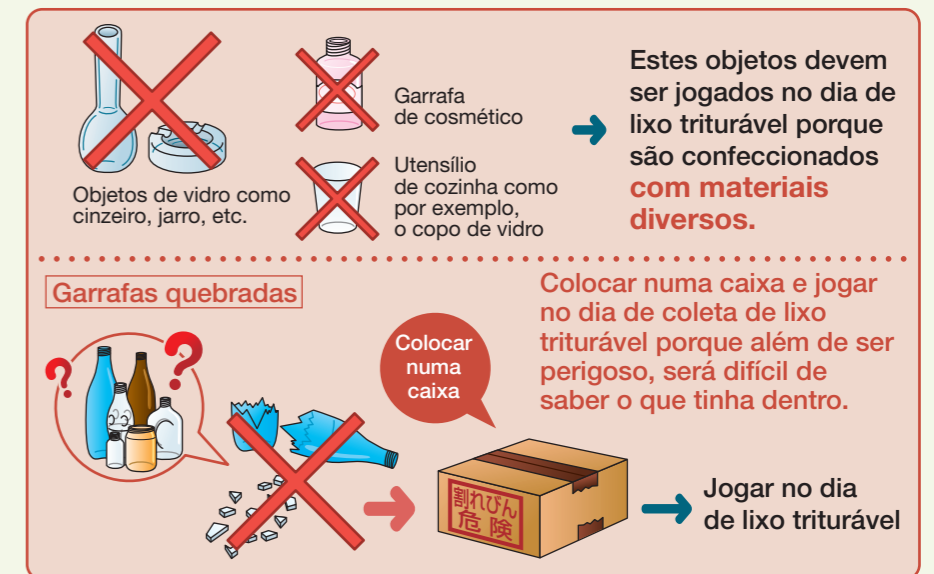 Objetos de vidro como
cinzeiro, jarro, etc.
Garrafa
de cosmético
Utensílio
de cozinha como
por exemplo,
o copo de vidro
Estes objetos devem
ser jogados no dia de
lixo triturável porque
são confeccionados
com materiais
diversos.
Garrafas quebradas
? ?
Colocar
numa
caixa
Colocar numa caixa e jogar
no dia de coleta de lixo
triturável porque além de ser
perigoso, será difícil de
saber o que tinha dentro.
割れびん
危険
Jogar no dia
de lixo triturável